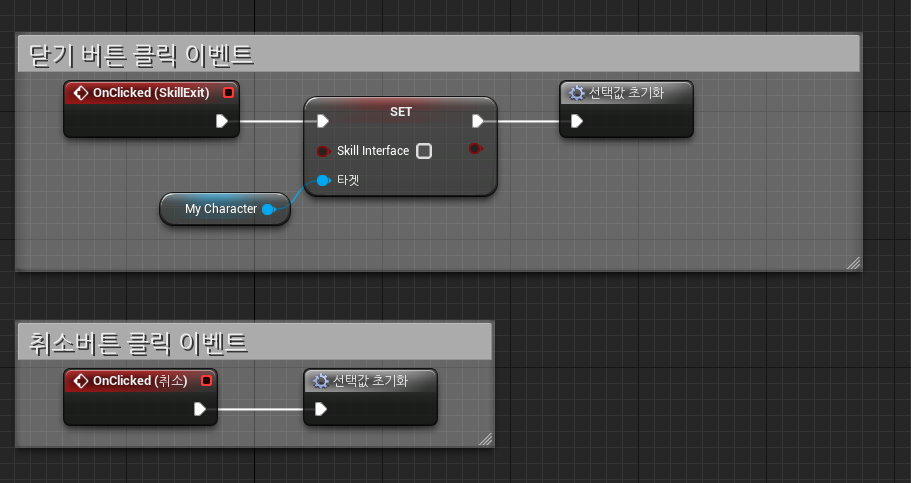 닫기 버튼 클릭 이벤트
OnClicked (SkillExit)
SET
선택값 초기화
Skill Interface
타겟
My Character
취소버튼 클릭 이벤트
OnClicked (취소)
선택값 초기화